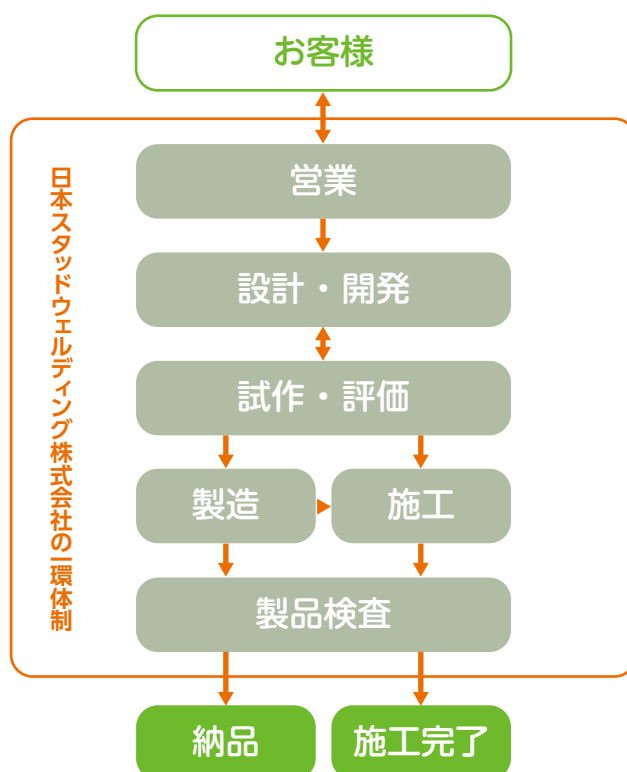 お客様
日本スタッドウェルディング株式会社の一環体制
営業
設計・開発
試作・評価
製造
施工
製品検査
納品
施工完了